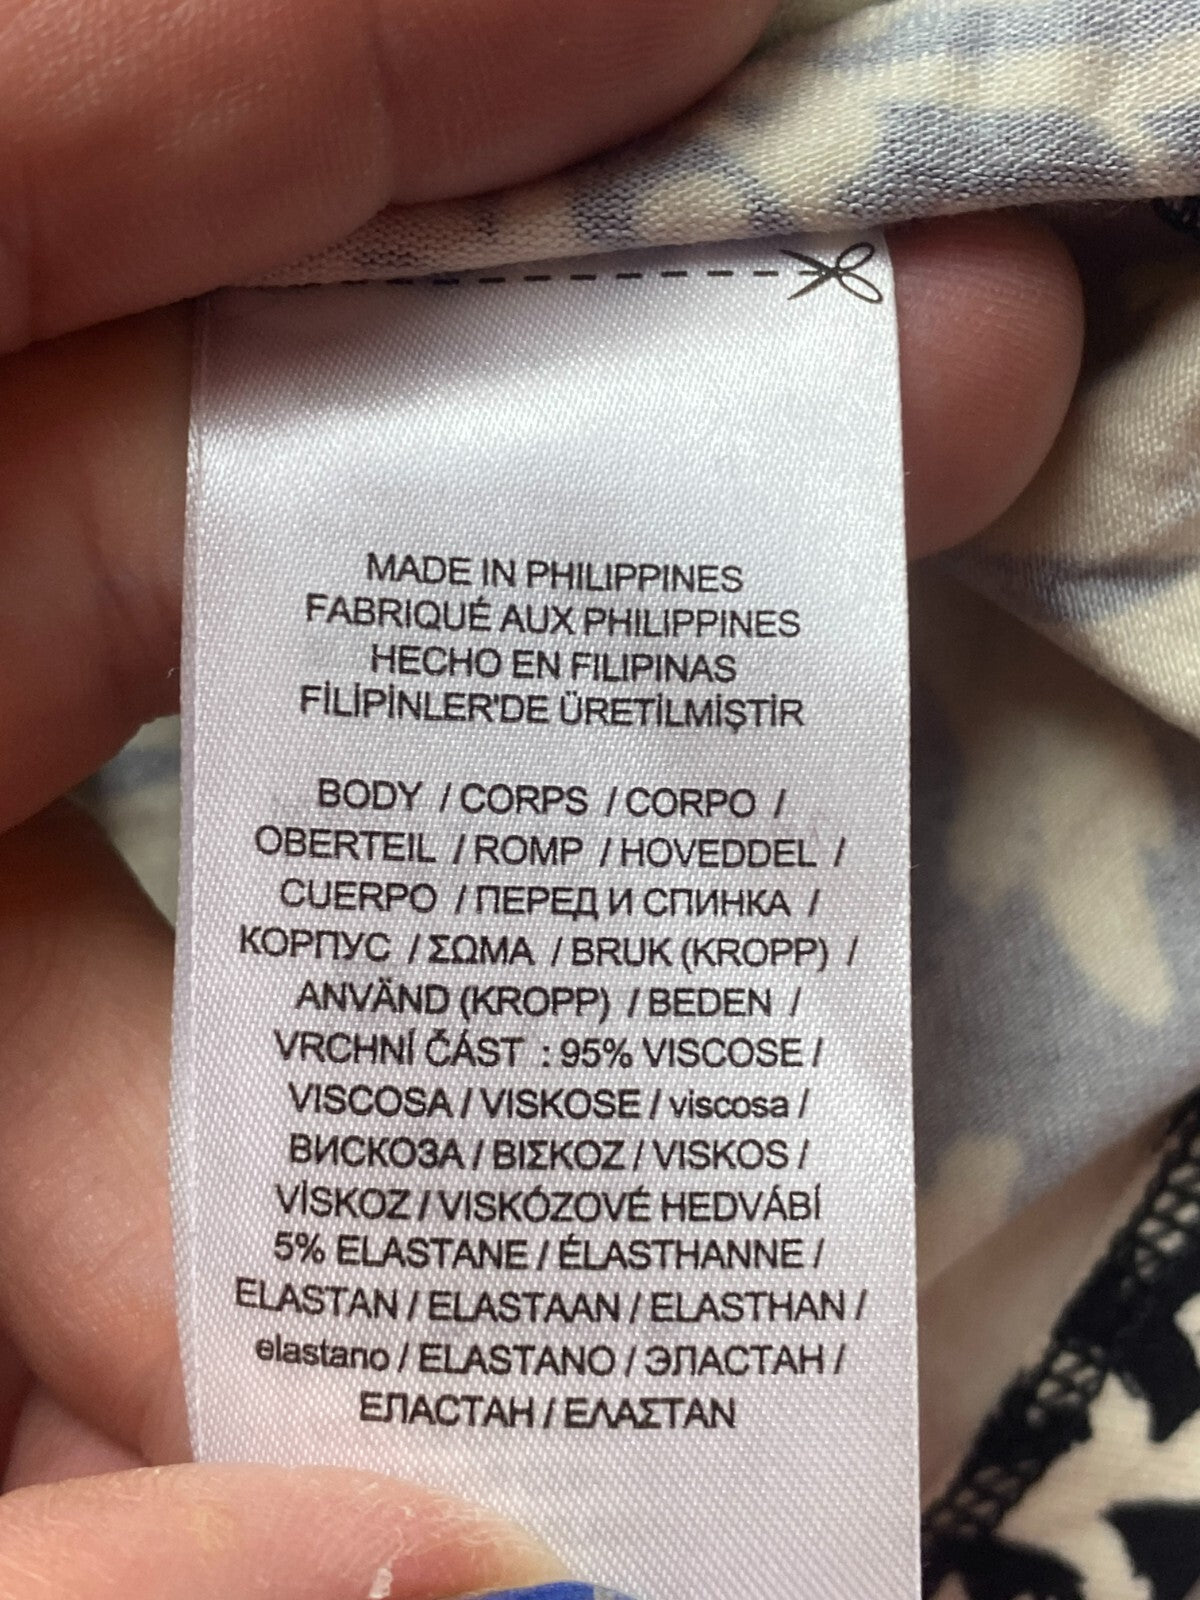 MADE IN PHILIPPINES
FABRIQUÉ AUX PHILIPPINES
HECHO EN FILIPINAS
FİLİPİNLER'DE ÜRETİLMİŞTİR
BODY / CORPS / CORPO /
OBERTEIL / ROMP / HOVEDDEL /
CUERPO / ПЕРЕД И СПИНКА /
КОРПУС / ΣΩΜΑ / BRUK (KROPP) /
ANVÄND (KROPP) / BEDEN /
VRCHNÍ ČÁST : 95% VISCOSE /
VISCOSA / VISKOSE / viscosa /
ВИСКОЗА / ΒΙΣΚΟΖ / VISKOS /
VİSKOZ / VISKÓZOVÉ HEDVÁBÍ
5% ELASTANE / ÉLASTHANNE /
ELASTAN / ELASTAAN / ELASTHAN /
elastano / ELASTANO / ЭЛАСТАН /
ЕЛАСТАН / ΕΛΑΣΤΑΝ